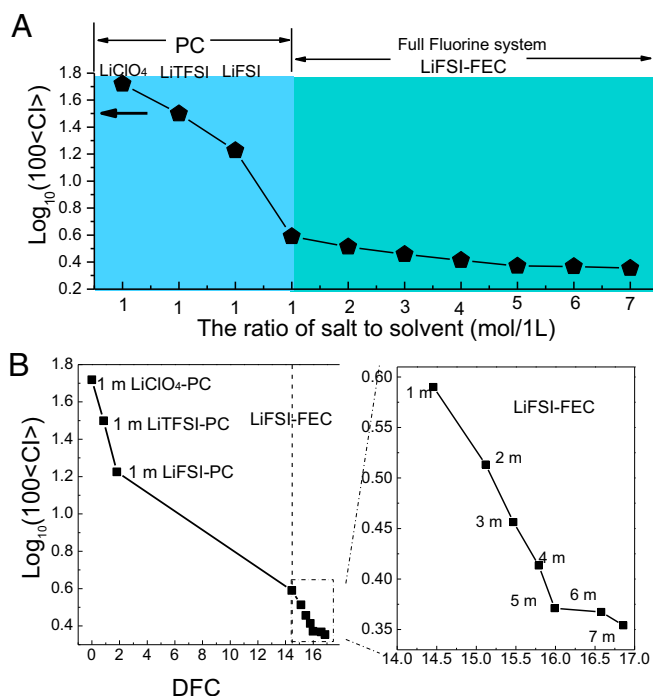 A
PC
Full Fluorine system
LiFSI-FEC
LiClO₄ LiTFSI LiFSI
Log₁₀(100<CI>)
1.8
1.6
1.4
1.2
1.0
0.8
0.6
0.4
0.2
1 1 1 1 2 3 4 5 6 7
The ratio of salt to solvent (mol/1L)
B
Log₁₀(100<CI>)
1.8
1.6
1.4
1.2
1.0
0.8
0.6
0.4
1 m LiClO₄-PC
1 m LiTFSI-PC
1 m LiFSI-PC
LiFSI-FEC
0 2 4 6 8 10 12 14 16
DFC
0.60
0.55
0.50
0.45
0.40
0.35
LiFSI-FEC
1 m
2 m
3 m
4 m
5 m
6 m
7 m
14.0 14.5 15.0 15.5 16.0 16.5 17.0